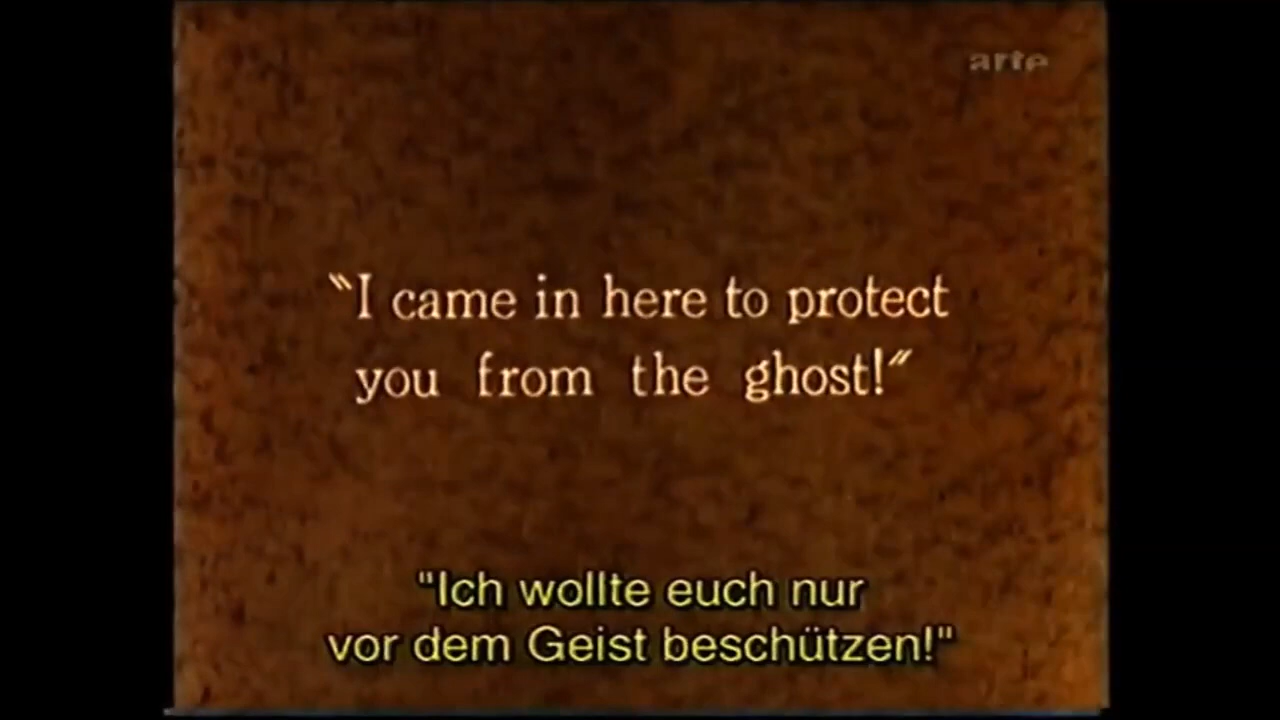 arte
"I came in here to protect
you from the ghost!"
"Ich wollte euch nur
vor dem Geist beschützen!"